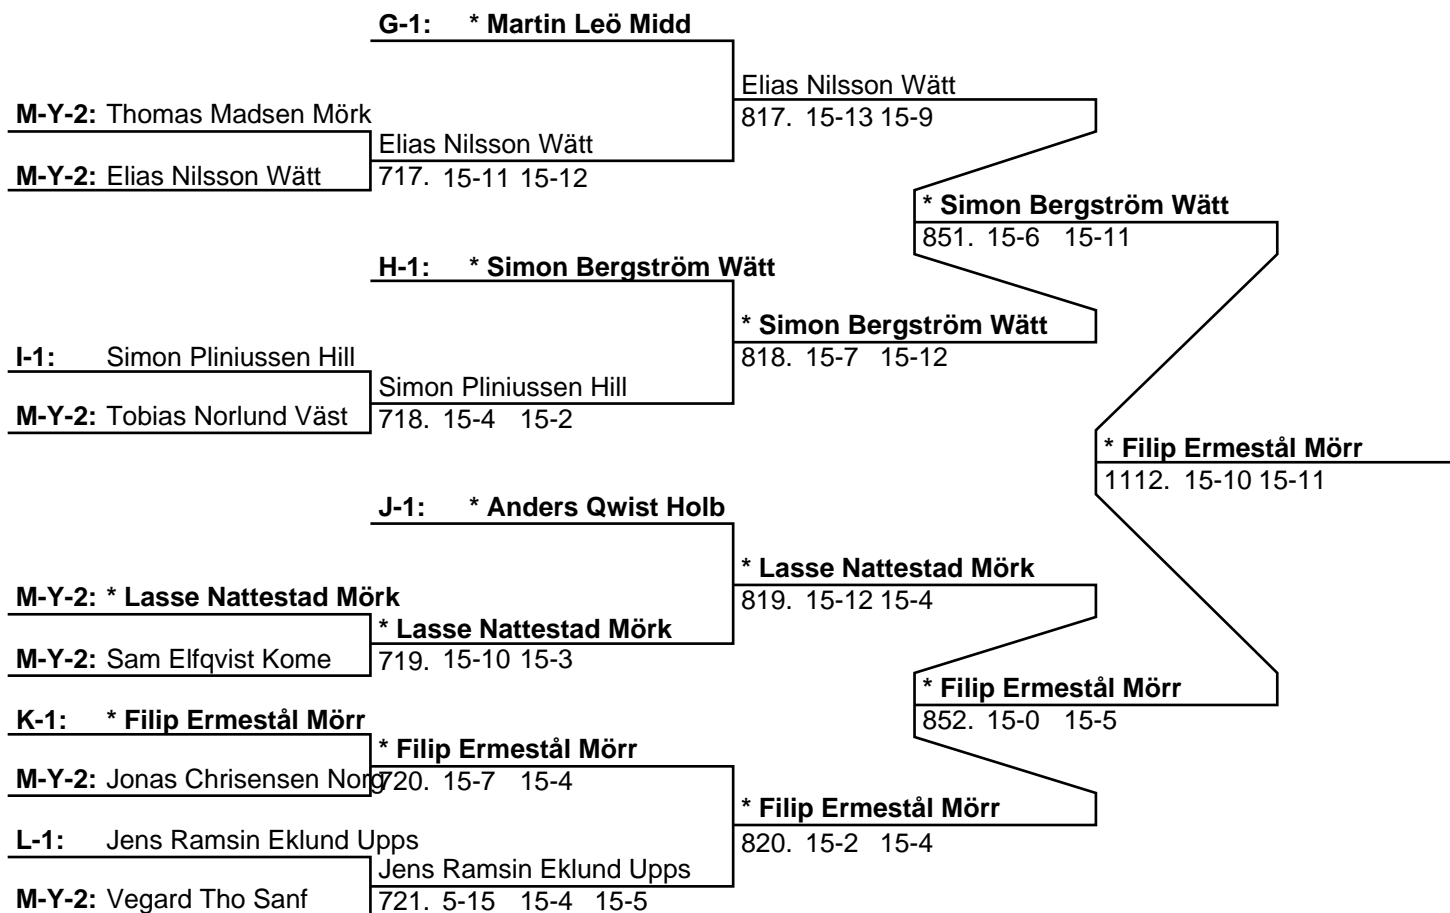 G-1: * Martin Leö Midd
Elias Nilsson Wätt
M-Y-2: Thomas Madsen Mörk
817. 15-13 15-9
Elias Nilsson Wätt
M-Y-2: Elias Nilsson Wätt
717. 15-11 15-12
* Simon Bergström Wätt
851. 15-6 15-11
H-1: * Simon Bergström Wätt
* Simon Bergström Wätt
I-1: Simon Pliniussen Hill
818. 15-7 15-12
Simon Pliniussen Hill
M-Y-2: Tobias Norlund Väst
718. 15-4 15-2
* Filip Ermestål Mörr
1112. 15-10 15-11
J-1: * Anders Qwist Holb
* Lasse Nattestad Mörk
M-Y-2: * Lasse Nattestad Mörk
819. 15-12 15-4
* Lasse Nattestad Mörk
M-Y-2: Sam Elfqvist Kome
719. 15-10 15-3
* Filip Ermestål Mörr
K-1: * Filip Ermestål Mörr
852. 15-0 15-5
* Filip Ermestål Mörr
M-Y-2: Jonas Chrisensen Norg
720. 15-7 15-4
* Filip Ermestål Mörr
L-1: Jens Ramsin Eklund Upps
820. 15-2 15-4
Jens Ramsin Eklund Upps
M-Y-2: Vegard Tho Sanf
721. 5-15 15-4 15-5